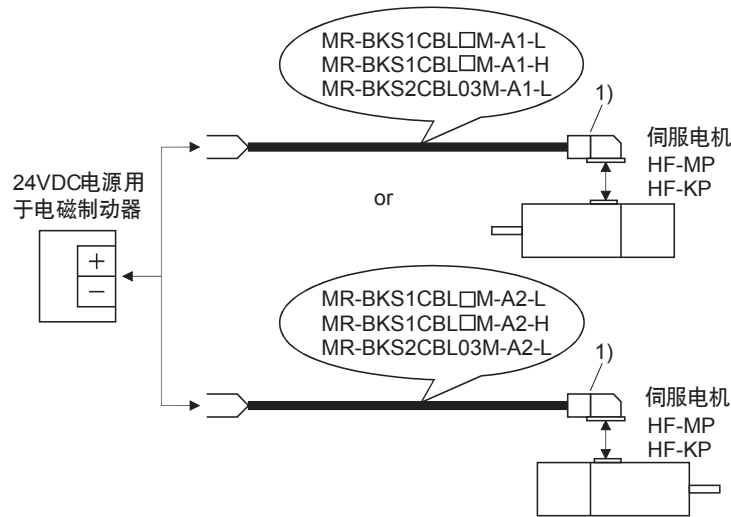 MR-BKS1CBL□M-A1-L
MR-BKS1CBL□M-A1-H
MR-BKS2CBL03M-A1-L
1)
伺服电机
HF-MP
HF-KP
24VDC电源用
于电磁制动器
+
−
or
MR-BKS1CBL□M-A2-L
MR-BKS1CBL□M-A2-H
MR-BKS2CBL03M-A2-L
1)
伺服电机
HF-MP
HF-KP